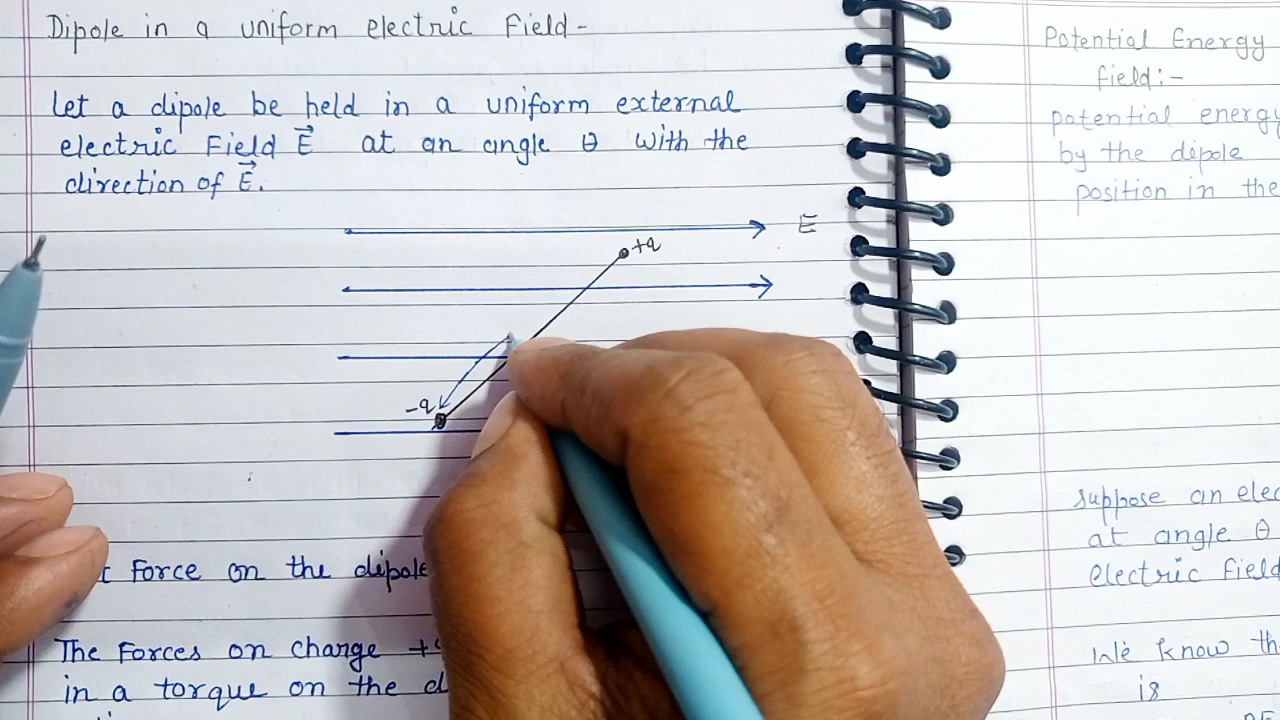 Dipole in a uniform electric Field -
Let a dipole be held in a uniform external
electric Field E⃗ at an angle θ with the
direction of E⃗.
E
+q
-q
Force on the dipole
The Forces on change +
in a torque on the
Potential Energy
field:-
potential energy
by the dipole
position in the
suppose an elec
at angle θ
electric field
We know th
is